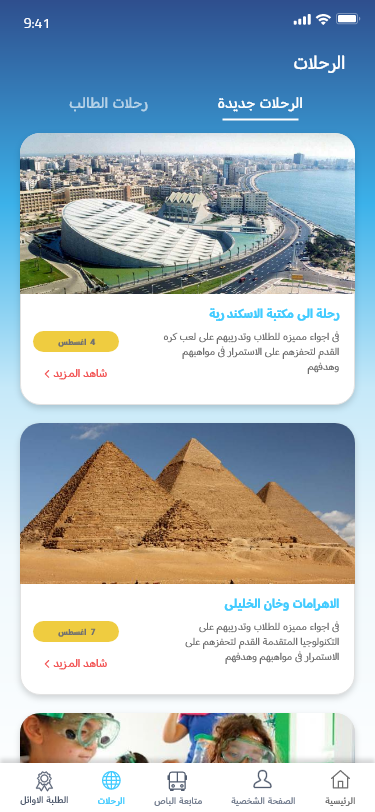 9:41
الرحلات
الرحلات جديدة
رحلات الطالب
رحلة الى مكتبة الاسكندرية
فى اجواء مميزه للطلاب وتدريبهم على لعب كره
القدم لتحفزهم على الاستمرار فى مواهبهم
وهدفهم
4 اغسطس
شاهد المزيد
الاهرامات وخان الخليلى
فى اجواء مميزه للطلاب وتدريبهم على
التكنولوجيا المتقدمة القدم لتحفزهم على
الاستمرار فى مواهبهم وهدفهم
7 اغسطس
شاهد المزيد
الرئيسية
الصفحة الشخصية
متابعة الباص
الرحلات
الطلبة الاوائل